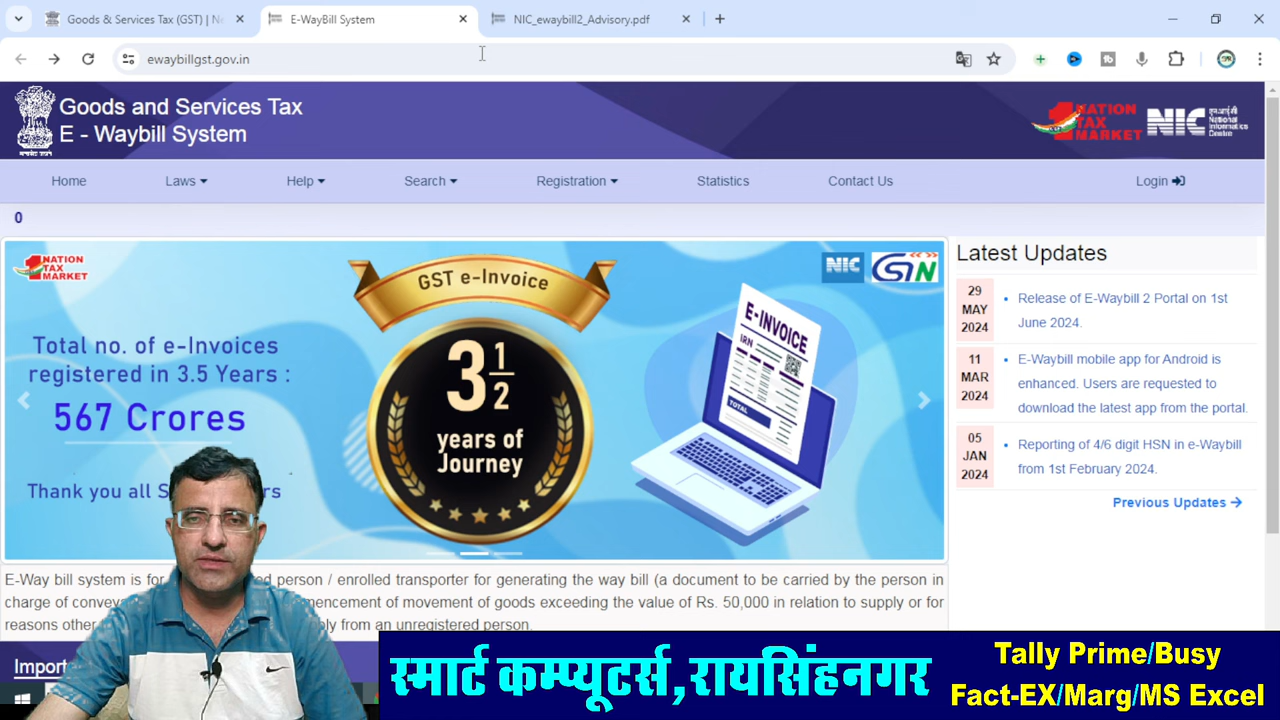 Goods & Services Tax (GST) | Ne
E-WayBill System
NIC_ewaybill2_Advisory.pdf
ewaybillgst.gov.in
Goods and Services Tax
E - Waybill System
NATION
TAX
MARKET
NIC
एन आई सी
National
Informatics
Centre
Home
Laws
Help
Search
Registration
Statistics
Contact Us
Login
0
1 NATION
TAX
MARKET
GST e-Invoice
NIC
GSTN
Total no. of e-Invoices
registered in 3.5 Years :
567 Crores
Thank you all S
3 1/2
years of
Journey
E-INVOICE
IRN
TOTAL
Latest Updates
29
MAY
2024
Release of E-Waybill 2 Portal on 1st
June 2024.
11
MAR
2024
E-Waybill mobile app for Android is
enhanced. Users are requested to
download the latest app from the portal.
05
JAN
2024
Reporting of 4/6 digit HSN in e-Waybill
from 1st February 2024.
Previous Updates
E-Way bill system is for person / enrolled transporter for generating the way bill (a document to be carried by the person in
charge of mencement of movement of goods exceeding the value of Rs. 50,000 in relation to supply or for
reasons from an unregistered person.
Import
स्मार्ट कम्प्यूटर्स,रायसिंहनगर
Tally Prime/Busy
Fact-EX/Marg/MS Excel